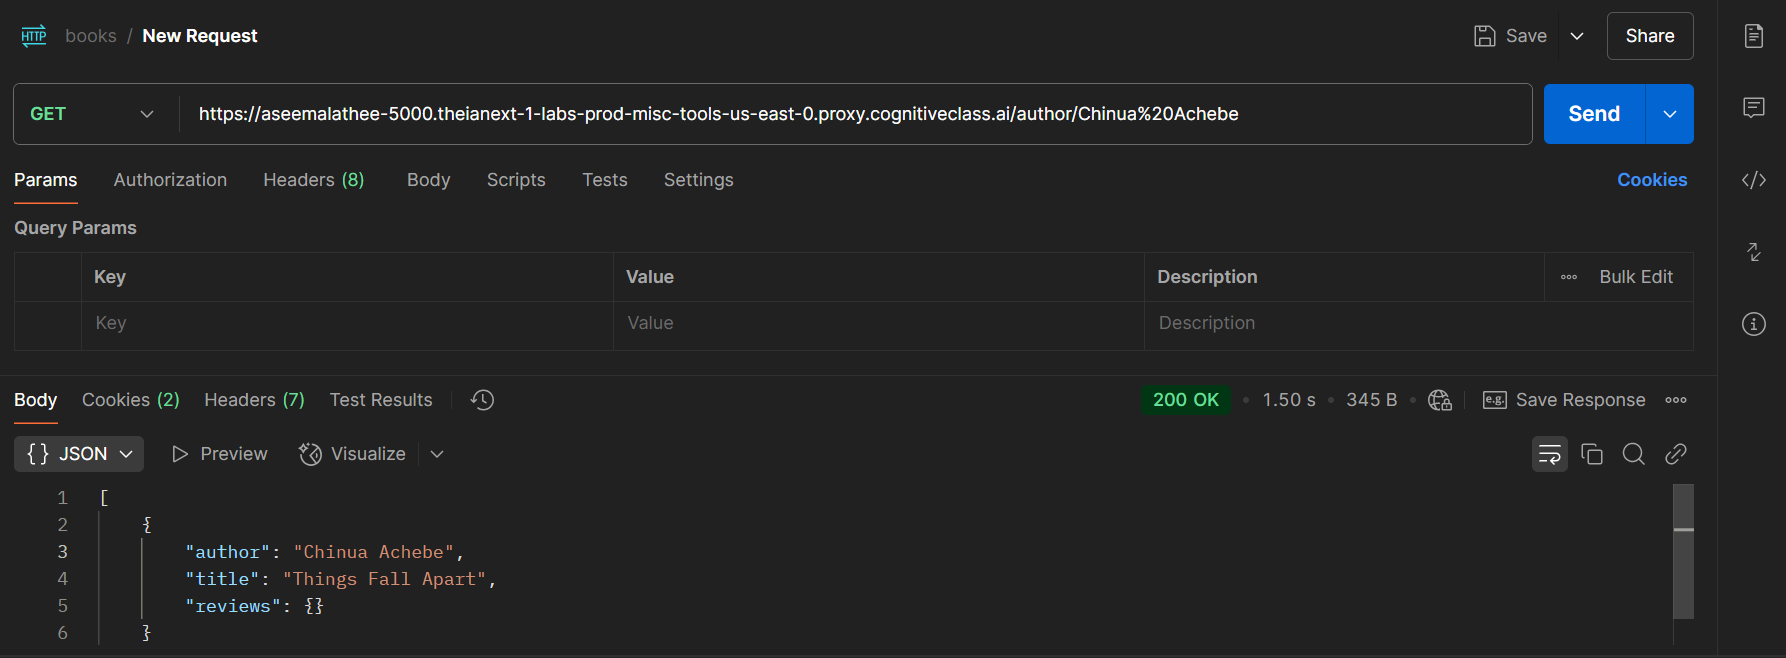 HTTP books / New Request Save Share
GET https://aseemalathee-5000.theianext-1-labs-prod-misc-tools-us-east-0.proxy.cognitiveclass.ai/author/Chinua%20Achebe Send
Params Authorization Headers (8) Body Scripts Tests Settings Cookies
Query Params
Key Value Description Bulk Edit
Key Value Description
Body Cookies (2) Headers (7) Test Results 200 OK • 1.50 s • 345 B • e.g. Save Response
{} JSON Preview Visualize
1 [
2 {
3 "author": "Chinua Achebe",
4 "title": "Things Fall Apart",
5 "reviews": {}
6 }